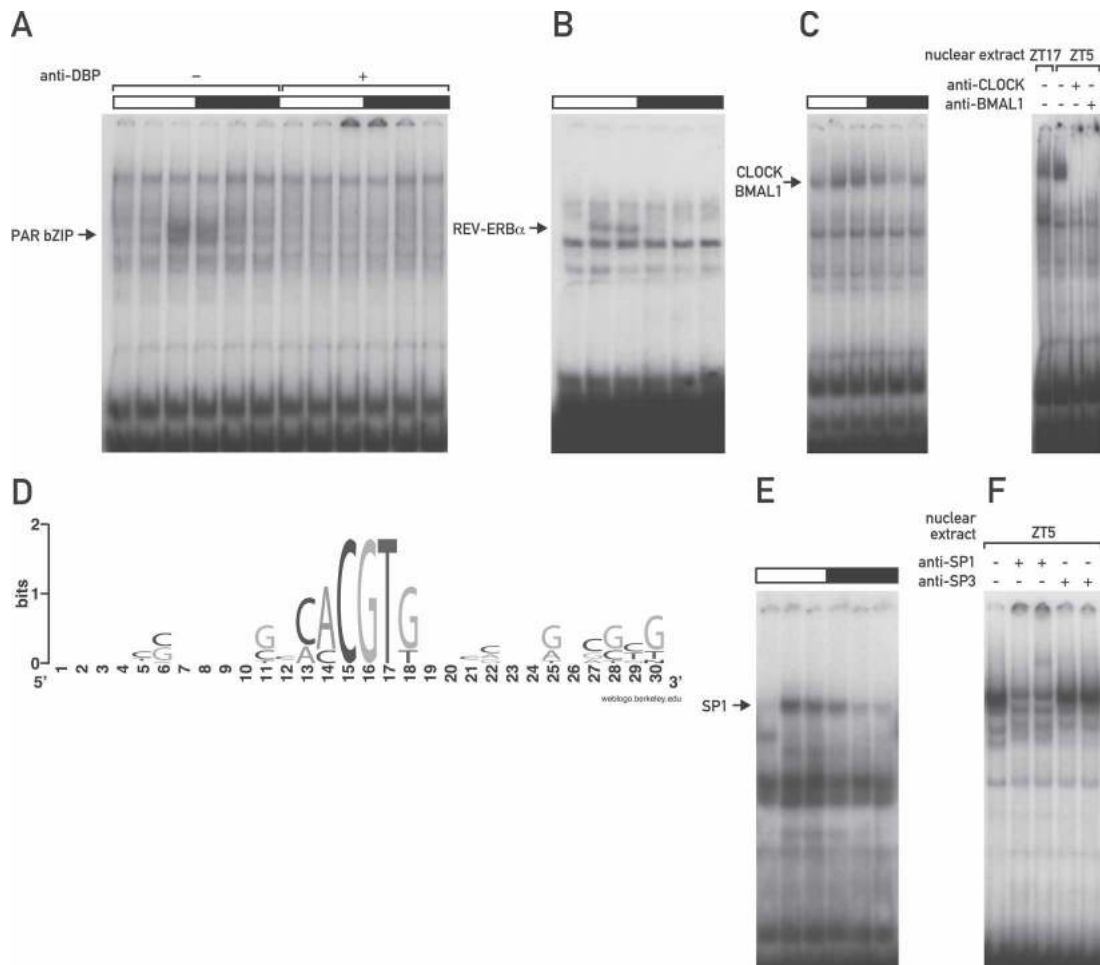 A
anti-DBP
−
+
PAR bZIP
B
REV-ERBα
C
nuclear extract ZT17 ZT5
anti-CLOCK - - + -
anti-BMAL1 - - - +
CLOCK
BMAL1
D
2
1
0
bits
5'
1 2 3 4 5 6 7 8 9 10 11 12 13 14 15 16 17 18 19 20 21 22 23 24 25 26 27 28 29 30
3'
CACGTG
weblogo.berkeley.edu
E
SP1
F
nuclear
extract
ZT5
anti-SP1 - + + - -
anti-SP3 - - - + +